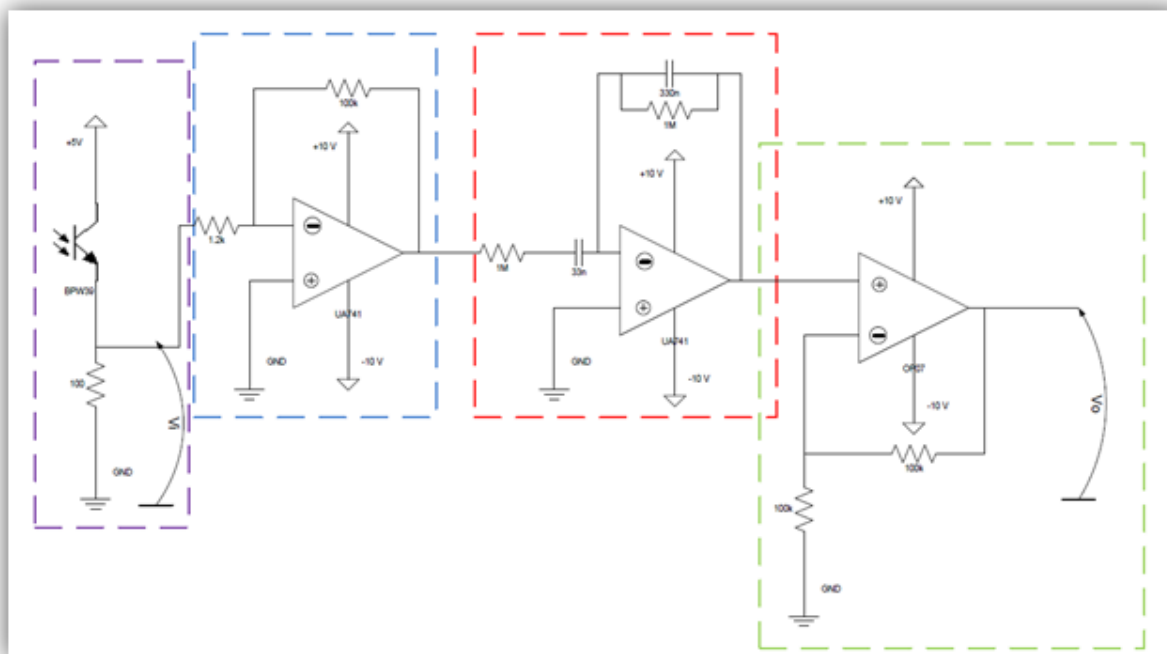 +5V
BPW39
100
Vi
GND
1.2k
100k
+10 V
UA741
-10 V
GND
1M
33n
330n
1M
+10 V
UA741
-10 V
GND
+10 V
OP07
-10 V
100k
100k
GND
Vo